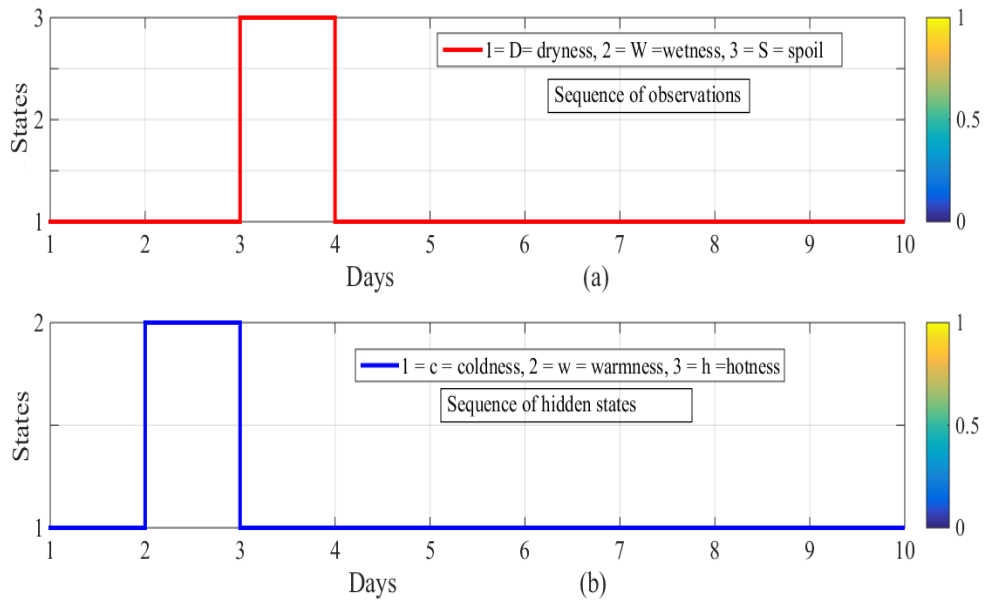 3
2
1
States
1= D= dryness, 2 = W =wetness, 3 = S = spoil
Sequence of observations
1
0.5
0
1 2 3 4 5 6 7 8 9 10
Days (a)
2
1
States
1 = c = coldness, 2 = w = warmness, 3 = h =hotness
Sequence of hidden states
1
0.5
0
1 2 3 4 5 6 7 8 9 10
Days (b)